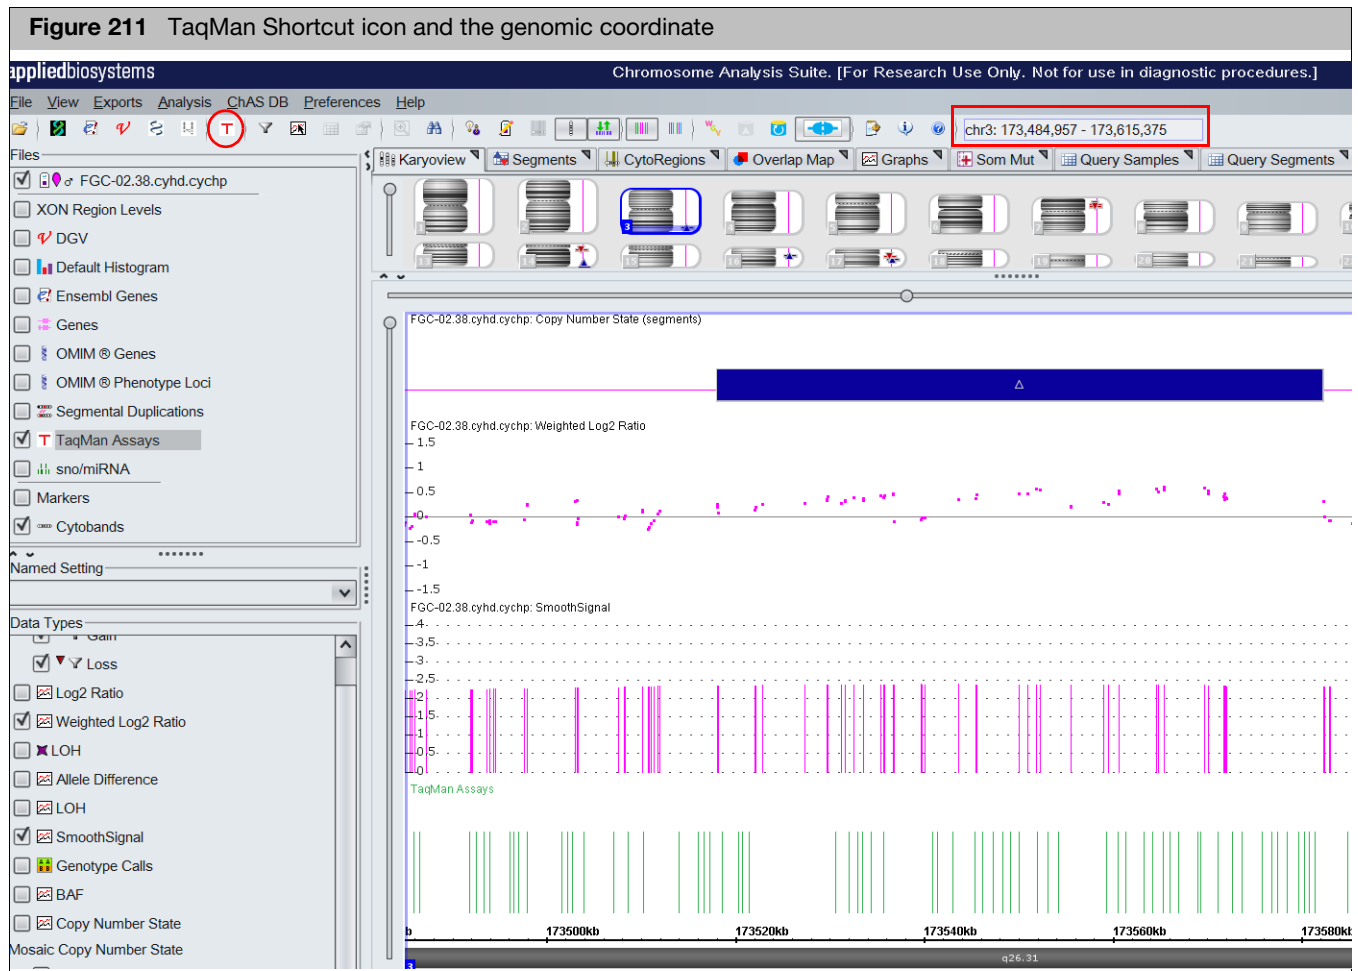 Figure 211 TaqMan Shortcut icon and the genomic coordinate
appliedbiosystems
Chromosome Analysis Suite. [For Research Use Only. Not for use in diagnostic procedures.]
File View Exports Analysis ChAS DB Preferences Help
T chr3: 173,484,957 - 173,615,375
Files
Karyoview Segments CytoRegions Overlap Map Graphs Som Mut Query Samples Query Segments
FGC-02.38.cyhd.cychp
XON Region Levels
DGV
Default Histogram
Ensembl Genes
Genes
OMIM ® Genes
OMIM ® Phenotype Loci
Segmental Duplications
T TaqMan Assays
sno/miRNA
Markers
Cytobands
Named Setting
Data Types
Gain
Loss
Log2 Ratio
Weighted Log2 Ratio
LOH
Allele Difference
LOH
SmoothSignal
Genotype Calls
BAF
Copy Number State
Mosaic Copy Number State
3
FGC-02.38.cyhd.cychp: Copy Number State (segments)
FGC-02.38.cyhd.cychp: Weighted Log2 Ratio
1.5
1
0.5
0
-0.5
-1
-1.5
FGC-02.38.cyhd.cychp: SmoothSignal
4
3.5
3
2.5
2
1.5
1
0.5
0
TaqMan Assays
b 173500kb 173520kb 173540kb 173560kb 173580kb
q26.31
3